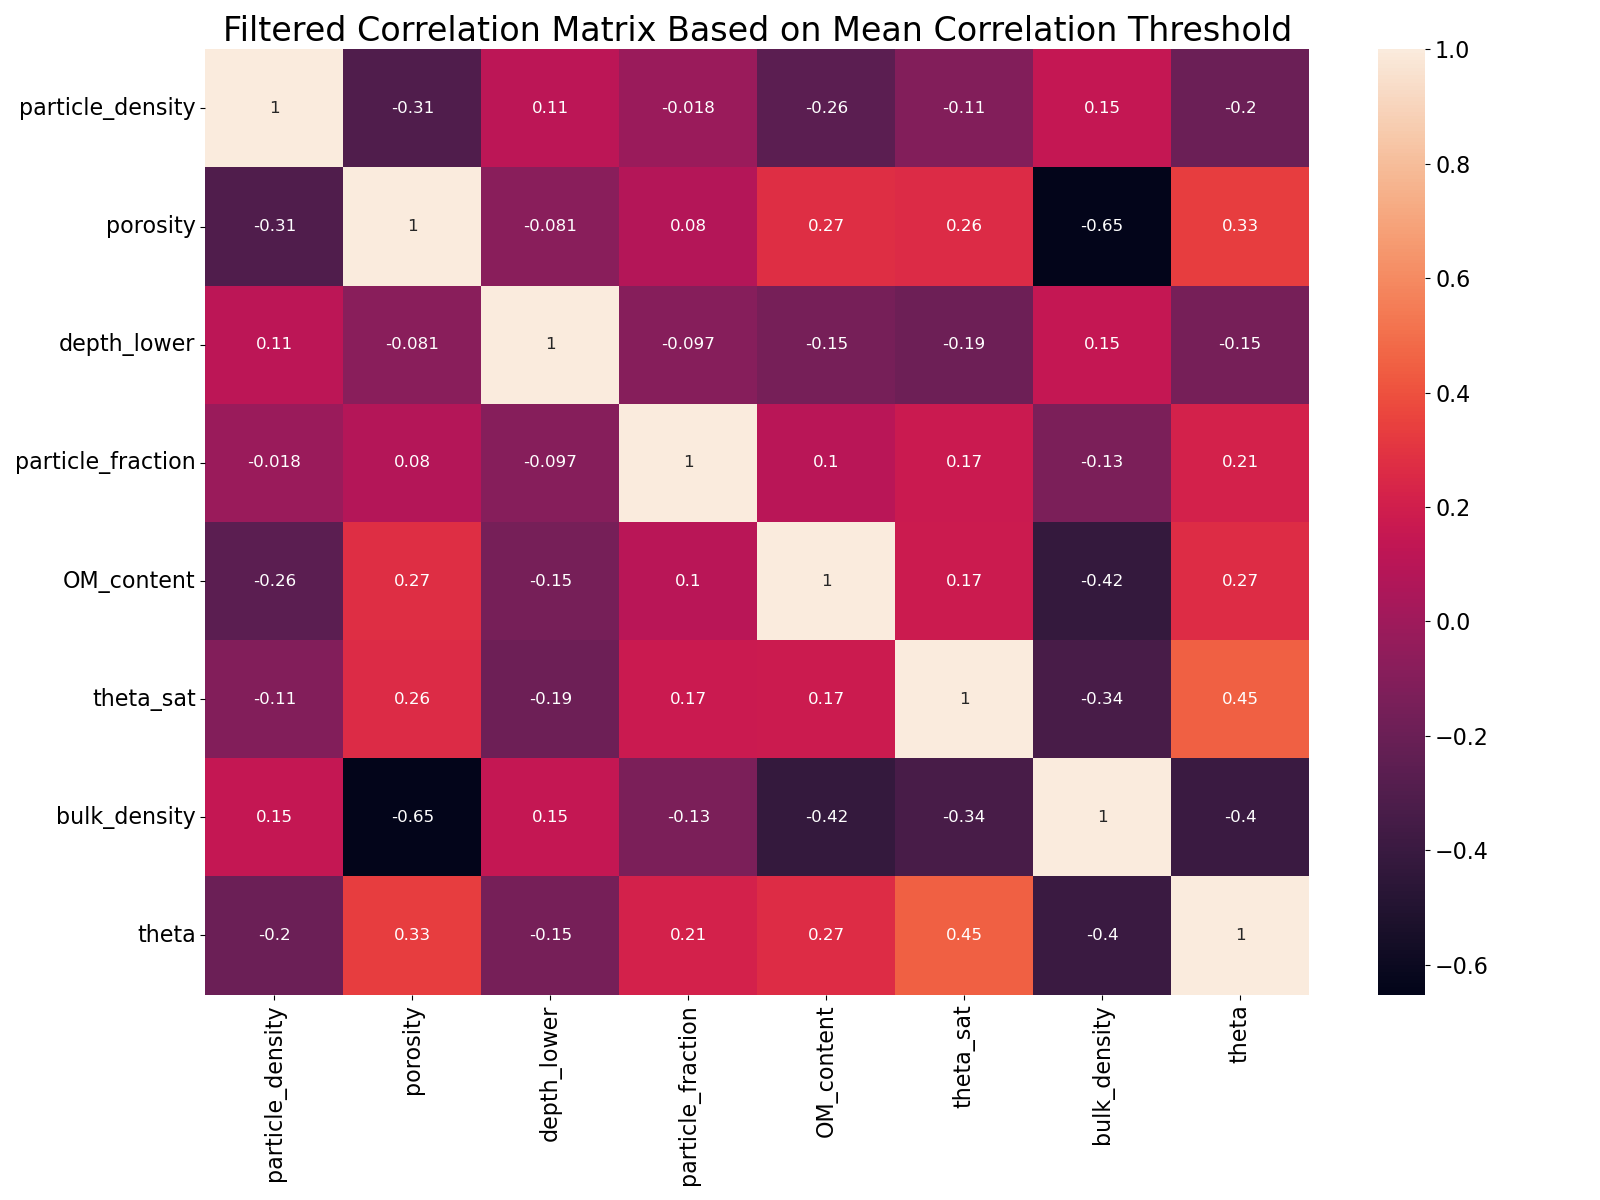 Filtered Correlation Matrix Based on Mean Correlation Threshold
particle_density 1 -0.31 0.11 -0.018 -0.26 -0.11 0.15 -0.2
porosity -0.31 1 -0.081 0.08 0.27 0.26 -0.65 0.33
depth_lower 0.11 -0.081 1 -0.097 -0.15 -0.19 0.15 -0.15
particle_fraction -0.018 0.08 -0.097 1 0.1 0.17 -0.13 0.21
OM_content -0.26 0.27 -0.15 0.1 1 0.17 -0.42 0.27
theta_sat -0.11 0.26 -0.19 0.17 0.17 1 -0.34 0.45
bulk_density 0.15 -0.65 0.15 -0.13 -0.42 -0.34 1 -0.4
theta -0.2 0.33 -0.15 0.21 0.27 0.45 -0.4 1
particle_density
porosity
depth_lower
particle_fraction
OM_content
theta_sat
bulk_density
theta
1.0
0.8
0.6
0.4
0.2
0.0
−0.2
−0.4
−0.6